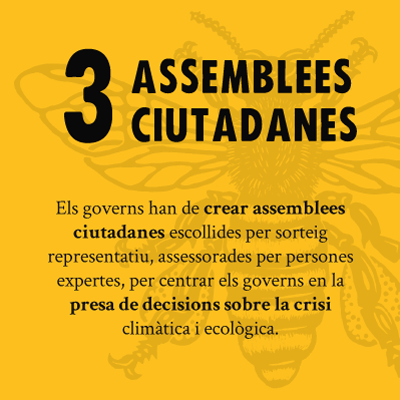 3 ASSEMBLEES
CIUTADANES
Els governs han de crear assemblees
ciutadanes escollides per sorteig
representatiu, assessorades per persones
expertes, per centrar els governs en la
presa de decisions sobre la crisi
climàtica i ecològica.